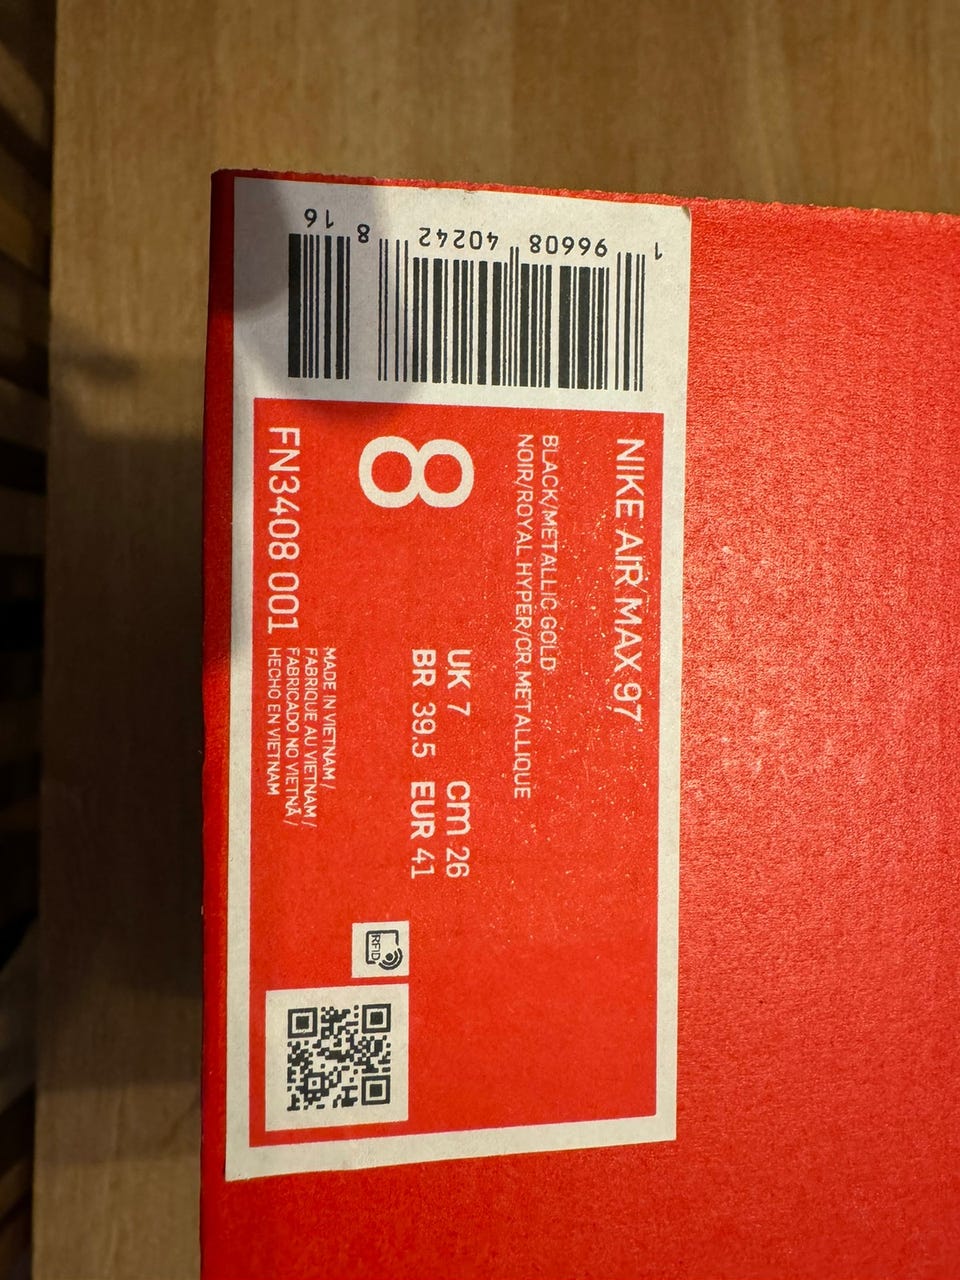 NIKE AIR MAX 97
BLACK/METALLIC GOLD
NOIR/ROYAL HYPER/OR METALLIQUE
8
UK 7 cm 26
BR 39.5 EUR 41
FN3408 001
MADE IN VIETNAM/
FABRIQUE AU VIETNAM/
FABRICADO NO VIETNÃ/
HECHO EN VIETNAM
RFID
1 96608 40242 8 16